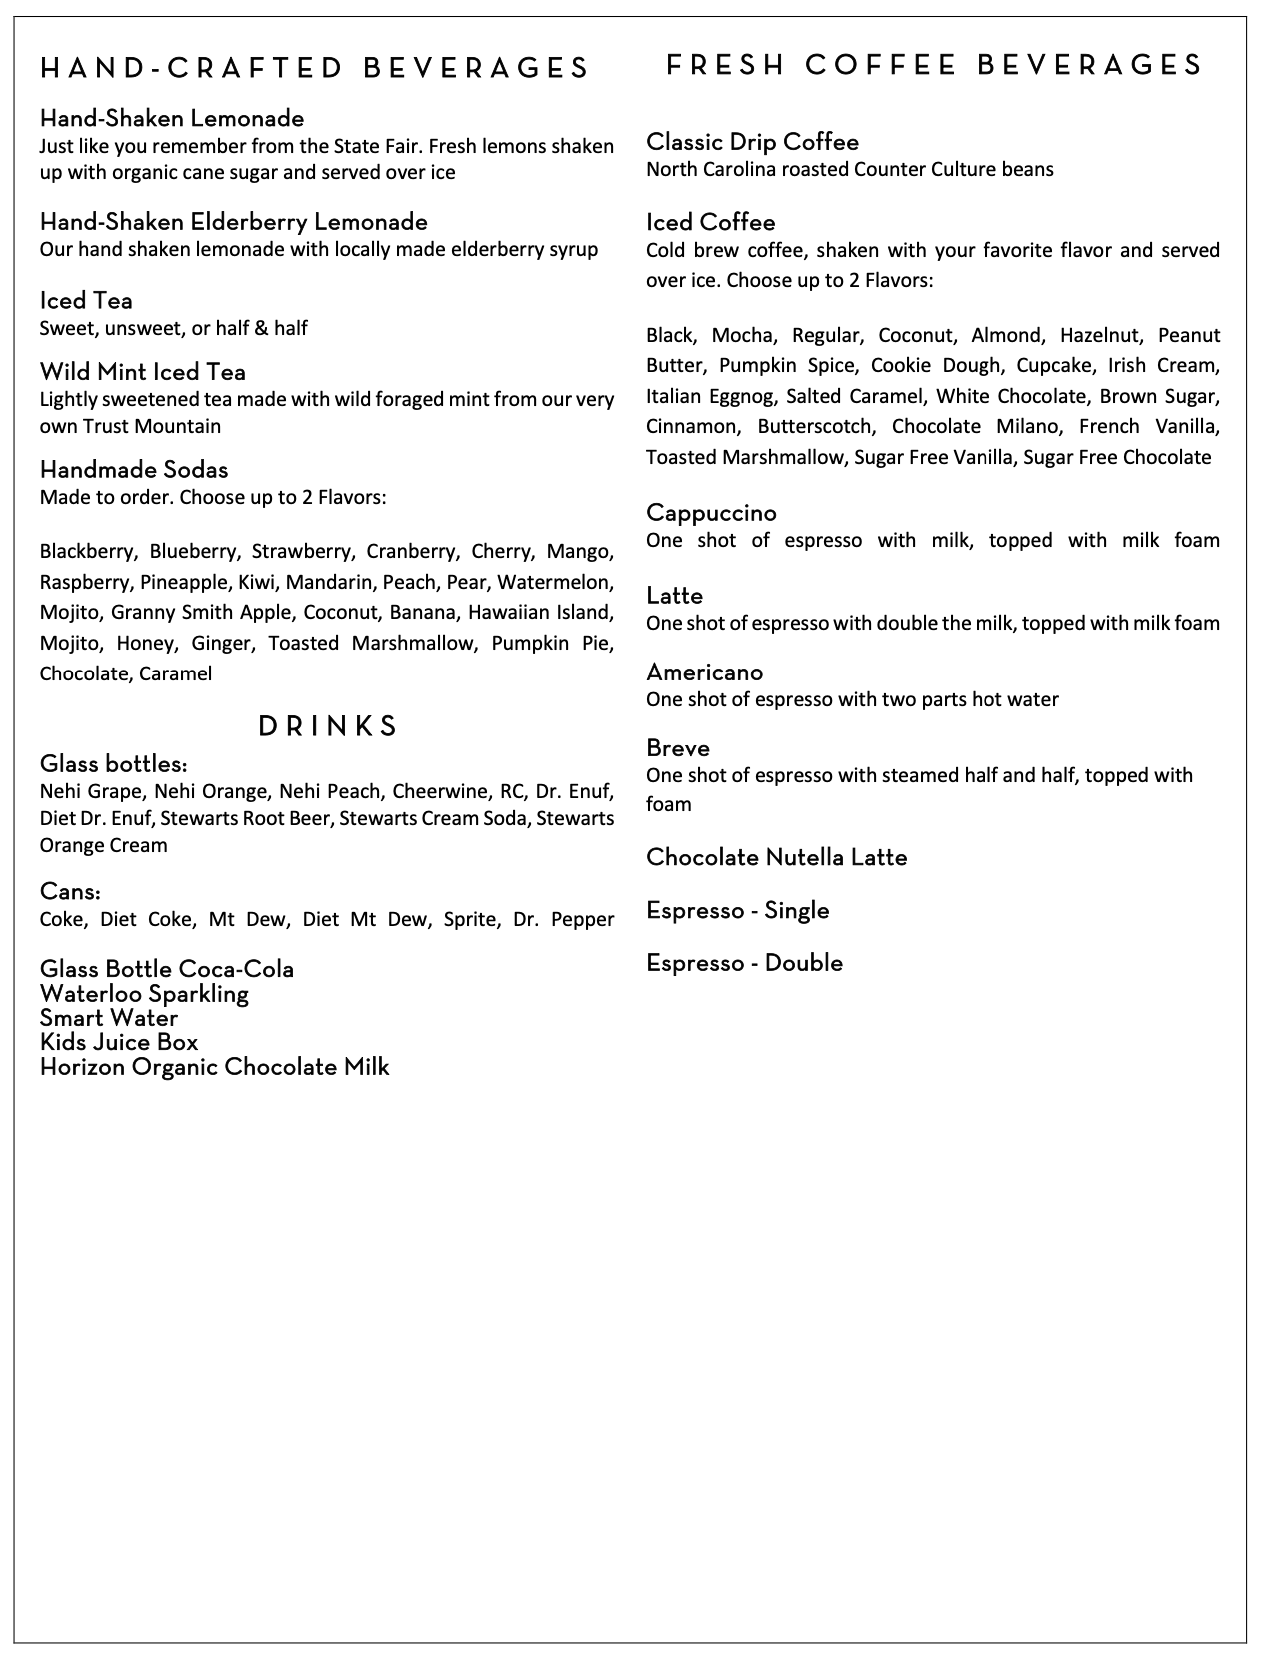 HAND-CRAFTED BEVERAGES
Hand-Shaken Lemonade
Just like you remember from the State Fair. Fresh lemons shaken
up with organic cane sugar and served over ice
Hand-Shaken Elderberry Lemonade
Our hand shaken lemonade with locally made elderberry syrup
Iced Tea
Sweet, unsweet, or half & half
Wild Mint Iced Tea
Lightly sweetened tea made with wild foraged mint from our very
own Trust Mountain
Handmade Sodas
Made to order. Choose up to 2 Flavors:
Blackberry, Blueberry, Strawberry, Cranberry, Cherry, Mango,
Raspberry, Pineapple, Kiwi, Mandarin, Peach, Pear, Watermelon,
Mojito, Granny Smith Apple, Coconut, Banana, Hawaiian Island,
Mojito, Honey, Ginger, Toasted Marshmallow, Pumpkin Pie,
Chocolate, Caramel
DRINKS
Glass bottles:
Nehi Grape, Nehi Orange, Nehi Peach, Cheerwine, RC, Dr. Enuf,
Diet Dr. Enuf, Stewarts Root Beer, Stewarts Cream Soda, Stewarts
Orange Cream
Cans:
Coke, Diet Coke, Mt Dew, Diet Mt Dew, Sprite, Dr. Pepper
Glass Bottle Coca-Cola
Waterloo Sparkling
Smart Water
Kids Juice Box
Horizon Organic Chocolate Milk
FRESH COFFEE BEVERAGES
Classic Drip Coffee
North Carolina roasted Counter Culture beans
Iced Coffee
Cold brew coffee, shaken with your favorite flavor and served
over ice. Choose up to 2 Flavors:
Black, Mocha, Regular, Coconut, Almond, Hazelnut, Peanut
Butter, Pumpkin Spice, Cookie Dough, Cupcake, Irish Cream,
Italian Eggnog, Salted Caramel, White Chocolate, Brown Sugar,
Cinnamon, Butterscotch, Chocolate Milano, French Vanilla,
Toasted Marshmallow, Sugar Free Vanilla, Sugar Free Chocolate
Cappuccino
One shot of espresso with milk, topped with milk foam
Latte
One shot of espresso with double the milk, topped with milk foam
Americano
One shot of espresso with two parts hot water
Breve
One shot of espresso with steamed half and half, topped with
foam
Chocolate Nutella Latte
Espresso - Single
Espresso - Double